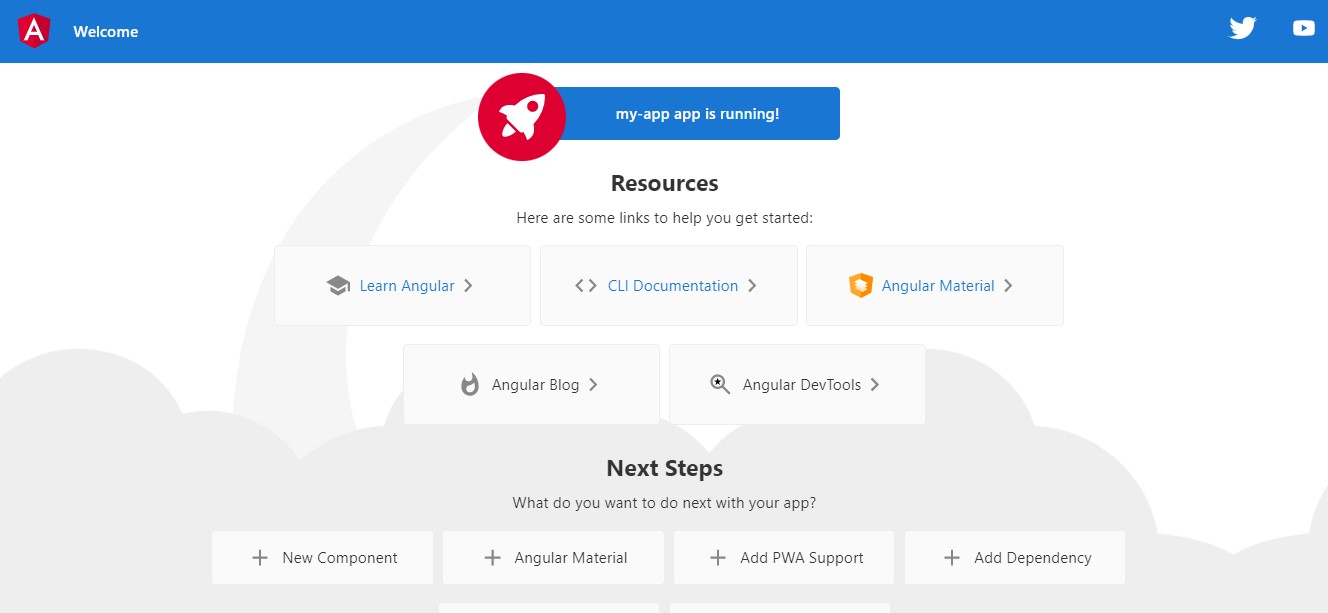 Welcome
my-app app is running!
Resources
Here are some links to help you get started:
Learn Angular
CLI Documentation
Angular Material
Angular Blog
Angular DevTools
Next Steps
What do you want to do next with your app?
New Component
Angular Material
Add PWA Support
Add Dependency